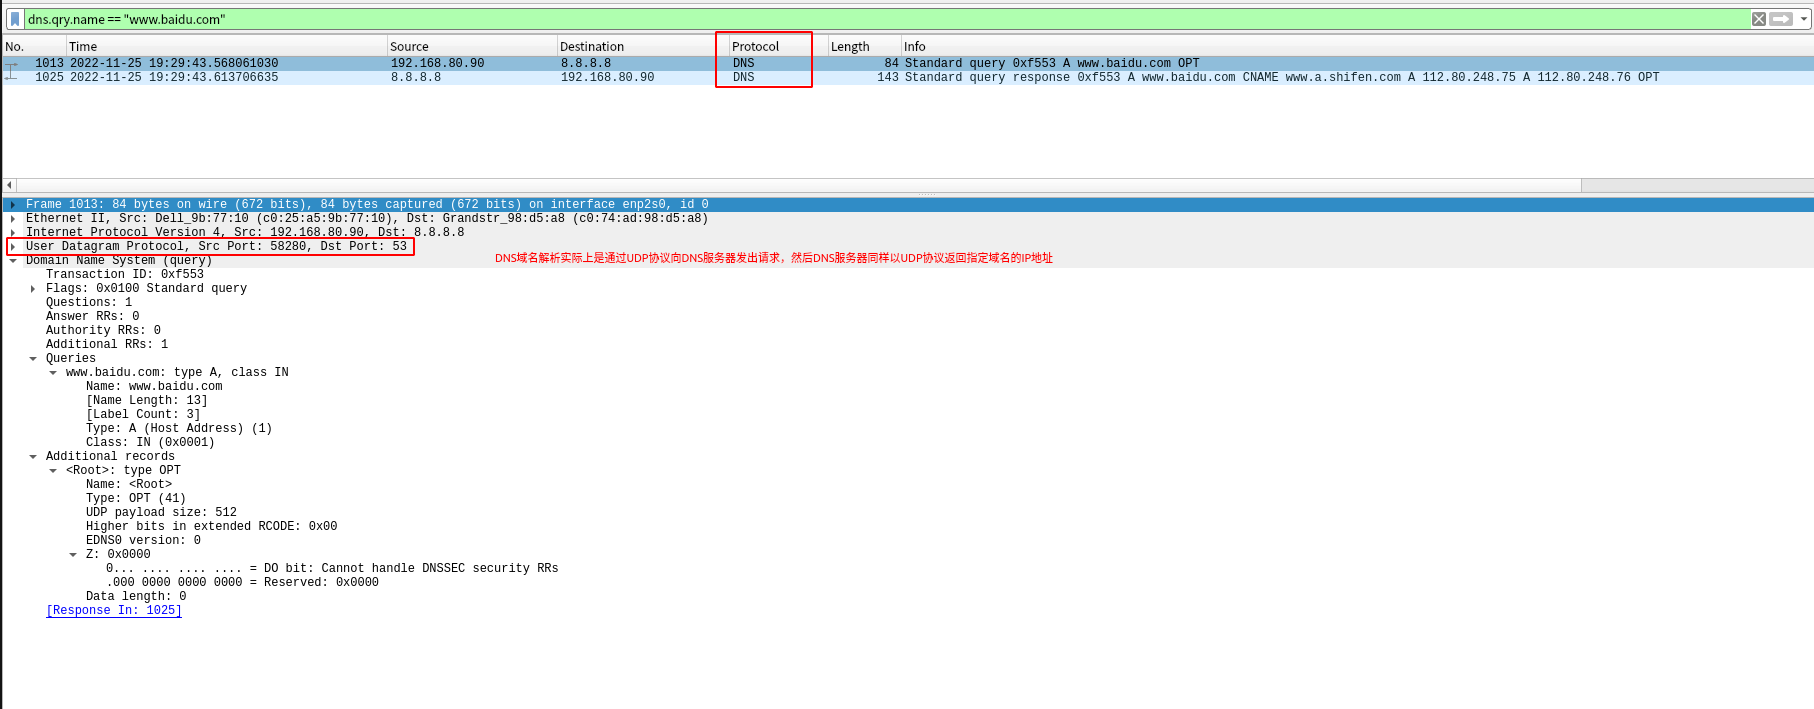 dns.qry.name == "www.baidu.com"
No. Time Source Destination Protocol Length Info
1013 2022-11-25 19:29:43.568061030 192.168.80.90 8.8.8.8 DNS 84 Standard query 0xf553 A www.baidu.com OPT
1025 2022-11-25 19:29:43.613706635 8.8.8.8 192.168.80.90 DNS 143 Standard query response 0xf553 A www.baidu.com CNAME www.a.shifen.com A 112.80.248.75 A 112.80.248.76 OPT
Frame 1013: 84 bytes on wire (672 bits), 84 bytes captured (672 bits) on interface enp2s0, id 0
Ethernet II, Src: Dell_9b:77:10 (c0:25:a5:9b:77:10), Dst: Grandstr_98:d5:a8 (c0:74:ad:98:d5:a8)
Internet Protocol Version 4, Src: 192.168.80.90, Dst: 8.8.8.8
User Datagram Protocol, Src Port: 58280, Dst Port: 53
DNS域名解析实际上是通过UDP协议向DNS服务器发出请求，然后DNS服务器同样以UDP协议返回指定域名的IP地址
Domain Name System (query)
Transaction ID: 0xf553
Flags: 0x0100 Standard query
Questions: 1
Answer RRs: 0
Authority RRs: 0
Additional RRs: 1
Queries
www.baidu.com: type A, class IN
Name: www.baidu.com
[Name Length: 13]
[Label Count: 3]
Type: A (Host Address) (1)
Class: IN (0x0001)
Additional records
<Root>: type OPT
Name: <Root>
Type: OPT (41)
UDP payload size: 512
Higher bits in extended RCODE: 0x00
EDNS0 version: 0
Z: 0x0000
0... .... .... .... = DO bit: Cannot handle DNSSEC security RRs
.000 0000 0000 0000 = Reserved: 0x0000
Data length: 0
[Response In: 1025]